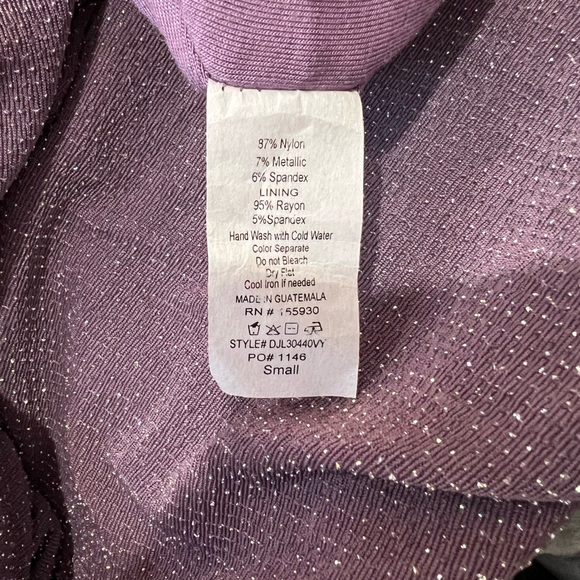 87% Nylon
7% Metallic
6% Spandex
LINING
95% Rayon
5%Spandex
Hand Wash with Cold Water
Color Separate
Do not Bleach
Dry Flat
Cool Iron If needed
MADE IN GUATEMALA
RN # 155930
STYLE# DJL30440VY
PO# 1146
Small